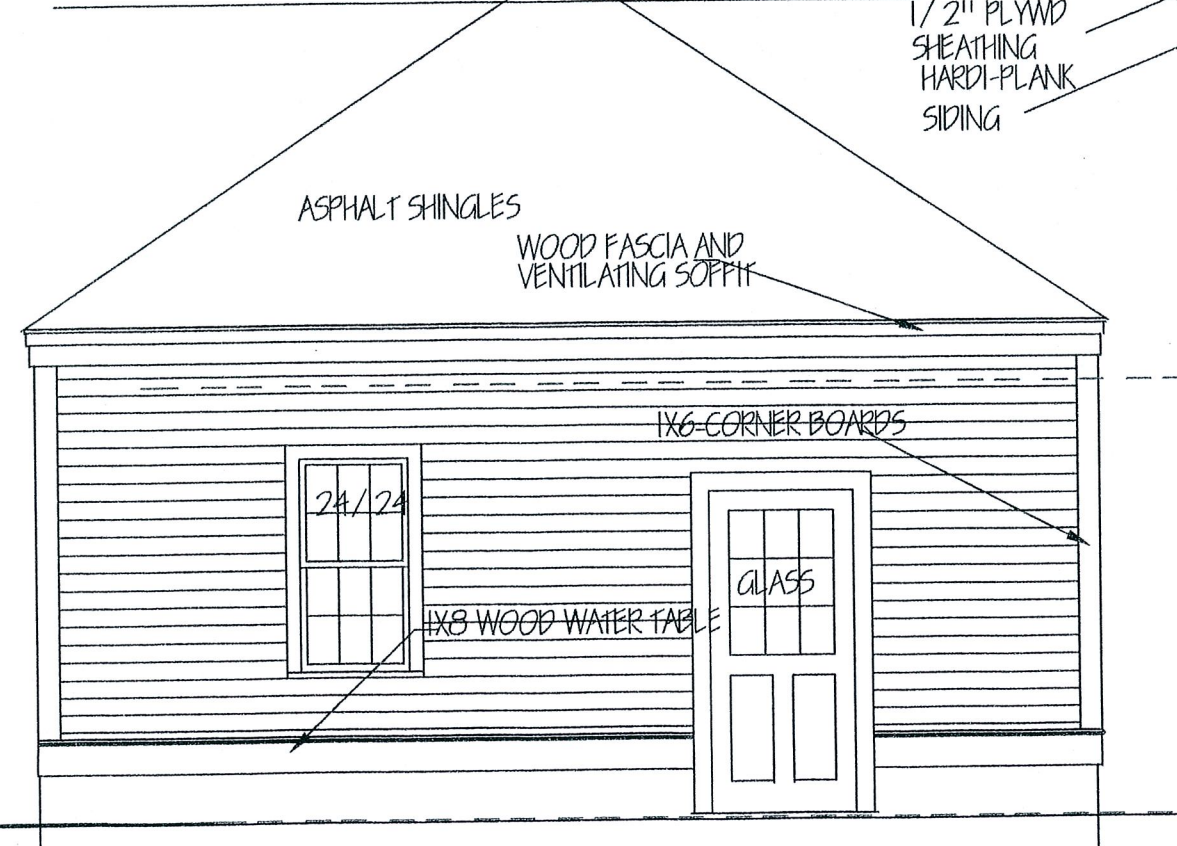 1/2" PLYWD
SHEATHING
HARDI-PLANK
SIDING
ASPHALT SHINGLES
WOOD FASCIA AND
VENTILATING SOFFIT
1X6 CORNER BOARDS
24/24
GLASS
1X8 WOOD WATER TABLE